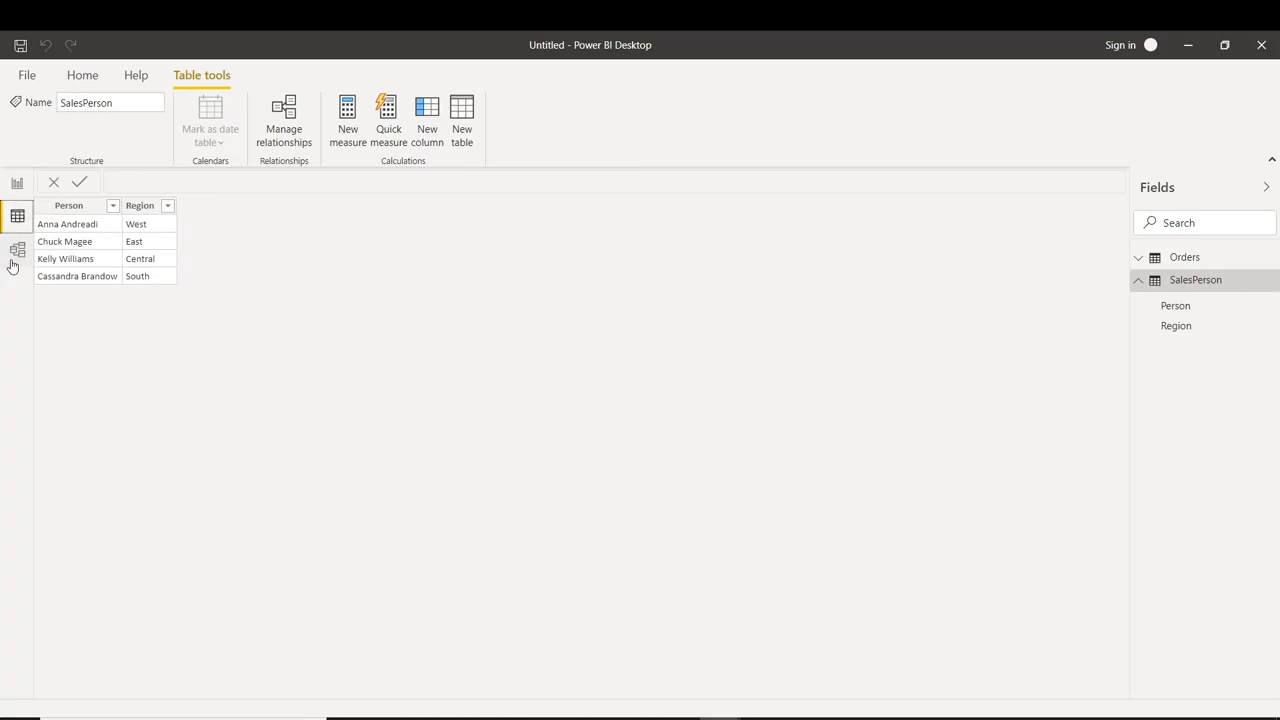 Untitled - Power BI Desktop
Sign in
File
Home
Help
Table tools
Name
SalesPerson
Mark as date
table
Manage
relationships
New
measure
Quick
measure
New
column
New
table
Structure
Calendars
Relationships
Calculations
Person
Region
Anna Andreadi
West
Chuck Magee
East
Kelly Williams
Central
Cassandra Brandow
South
Fields
Search
Orders
SalesPerson
Person
Region